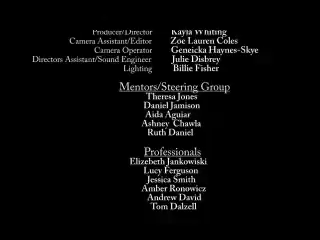 Producer/Director Kayla Whiting
Camera Assistant/Editor Zoe Lauren Coles
Camera Operator Geneicka Haynes-Skye
Directors Assistant/Sound Engineer Julie Disbrey
Lighting Billie Fisher
Mentors/Steering Group
Theresa Jones
Daniel Jamison
Aida Aguiar
Ashney Chawla
Ruth Daniel
Professionals
Elizebeth Jankowiski
Lucy Ferguson
Jessica Smith
Amber Ronowicz
Andrew David
Tom Dalzell